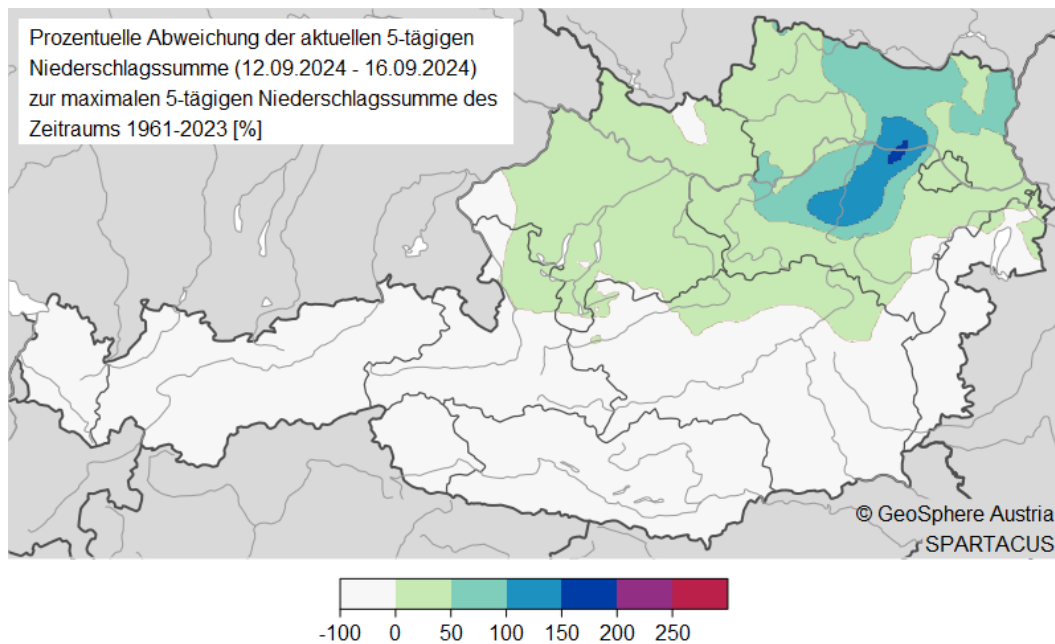 Prozentuelle Abweichung der aktuellen 5-tägigen
Niederschlagssumme (12.09.2024 - 16.09.2024)
zur maximalen 5-tägigen Niederschlagssumme des
Zeitraums 1961-2023 [%]
© GeoSphere Austria
SPARTACUS
-100 0 50 100 150 200 250